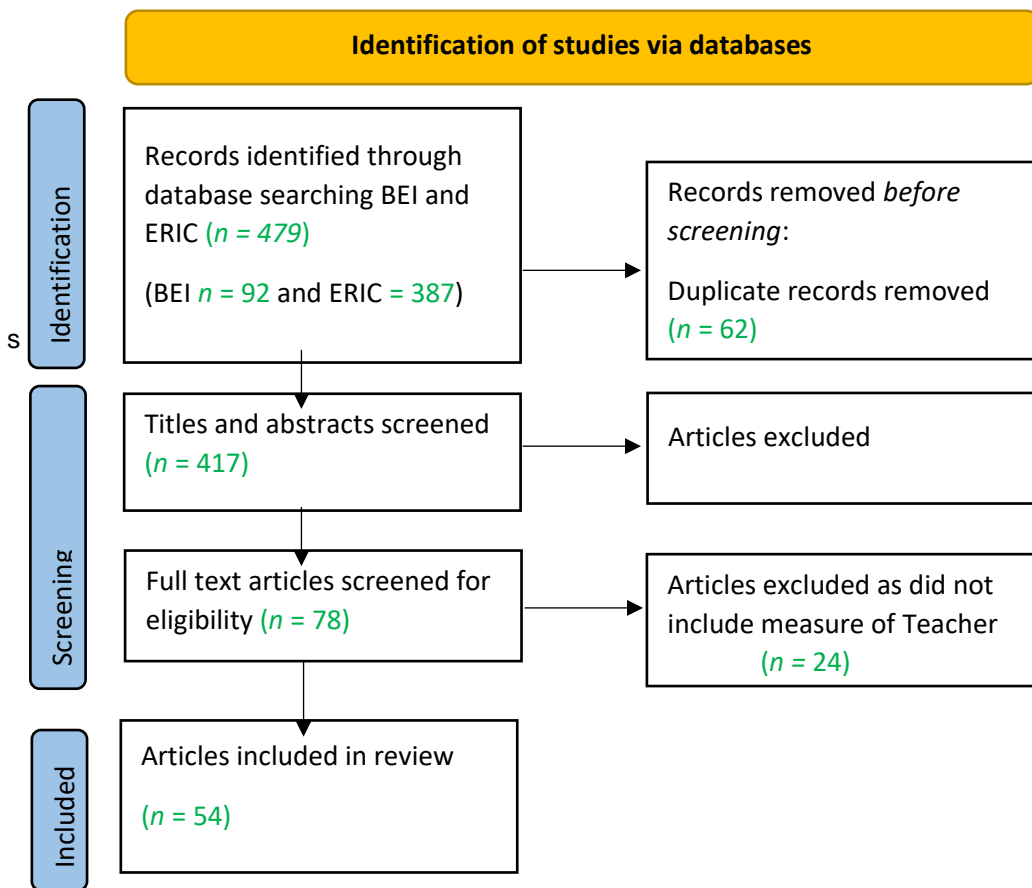 Identification of studies via databases
Identification
Records identified through
database searching BEI and
ERIC (n = 479)
(BEI n = 92 and ERIC = 387)
Records removed before
screening:
Duplicate records removed
(n = 62)
s
Screening
Titles and abstracts screened
(n = 417)
Articles excluded
Full text articles screened for
eligibility (n = 78)
Articles excluded as did not
include measure of Teacher
(n = 24)
Included
Articles included in review
(n = 54)